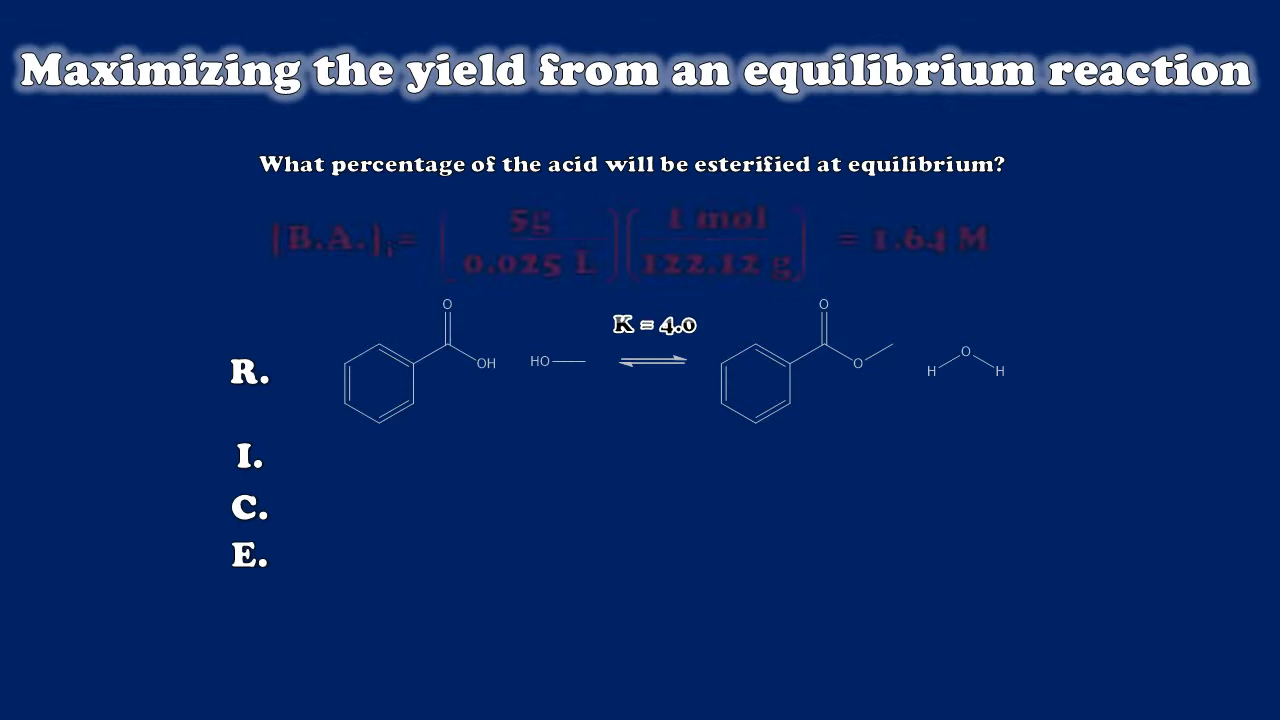 Maximizing the yield from an equilibrium reaction
What percentage of the acid will be esterified at equilibrium?
[B.A.]i = (5g / 0.025 L)(1 mol / 122.12 g) = 1.64 M
K = 4.0
R. O OH HO O O H O H
I.
C.
E.